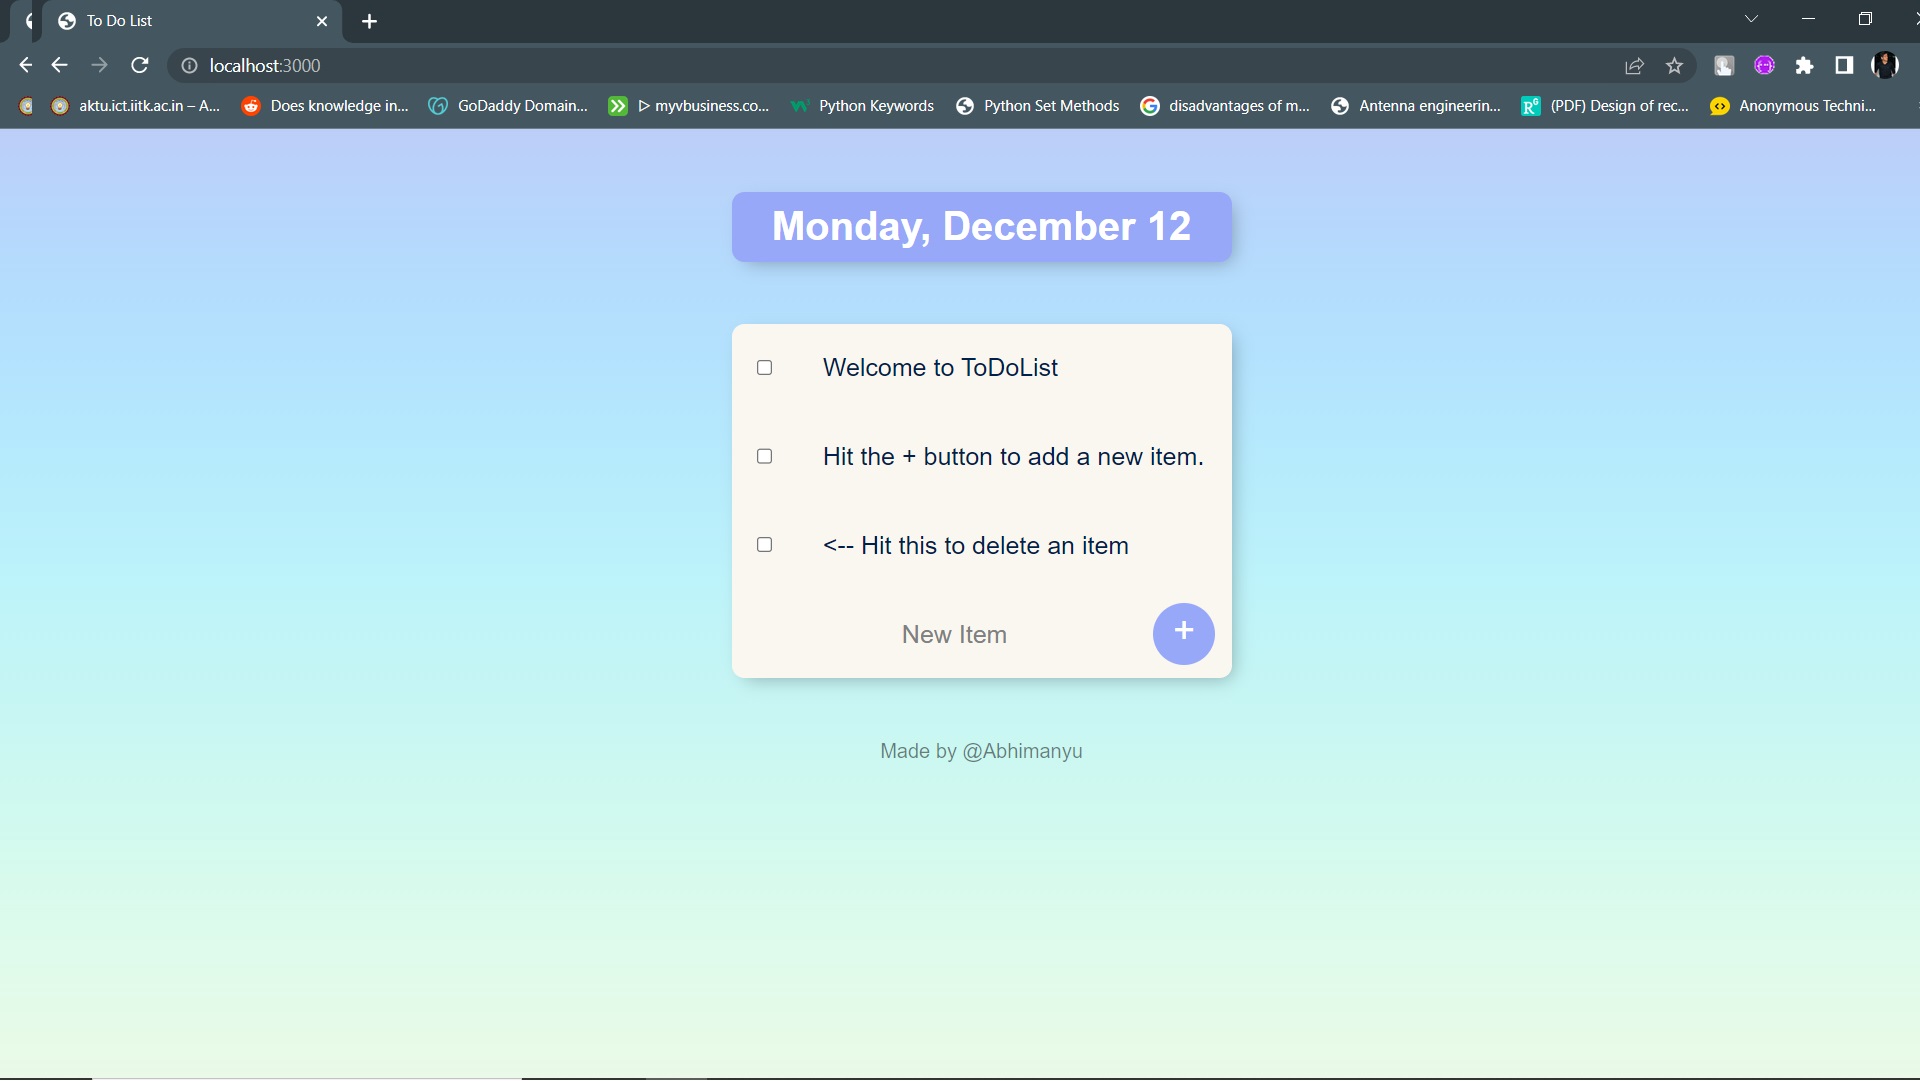 To Do List
localhost:3000
aktu.ict.iitk.ac.in – A...
Does knowledge in...
GoDaddy Domain...
myvbusiness.co...
Python Keywords
Python Set Methods
disadvantages of m...
Antenna engineerin...
(PDF) Design of rec...
Anonymous Techni...
Monday, December 12
Welcome to ToDoList
Hit the + button to add a new item.
<-- Hit this to delete an item
New Item
+
Made by @Abhimanyu